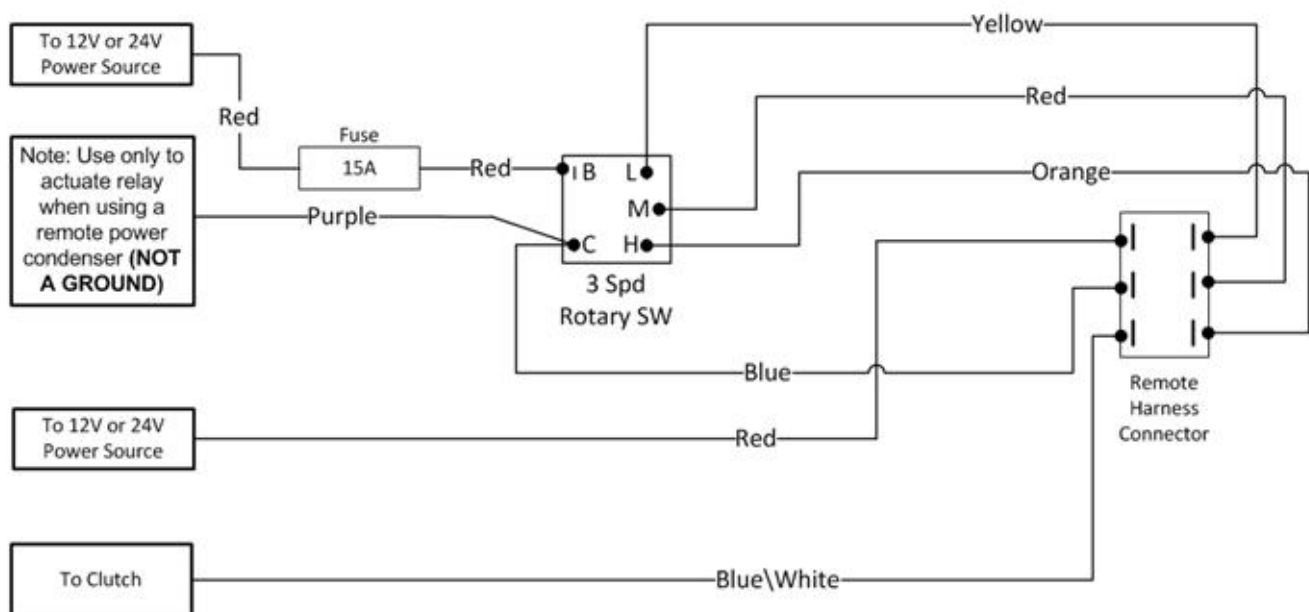 To 12V or 24V
Power Source
Yellow
Red
Red
Fuse
15A
Red
Note: Use only to
actuate relay
when using a
remote power
condenser (NOT
A GROUND)
Purple
I B
L
M
C
H
3 Spd
Rotary SW
Orange
Blue
Remote
Harness
Connector
To 12V or 24V
Power Source
Red
To Clutch
Blue\White